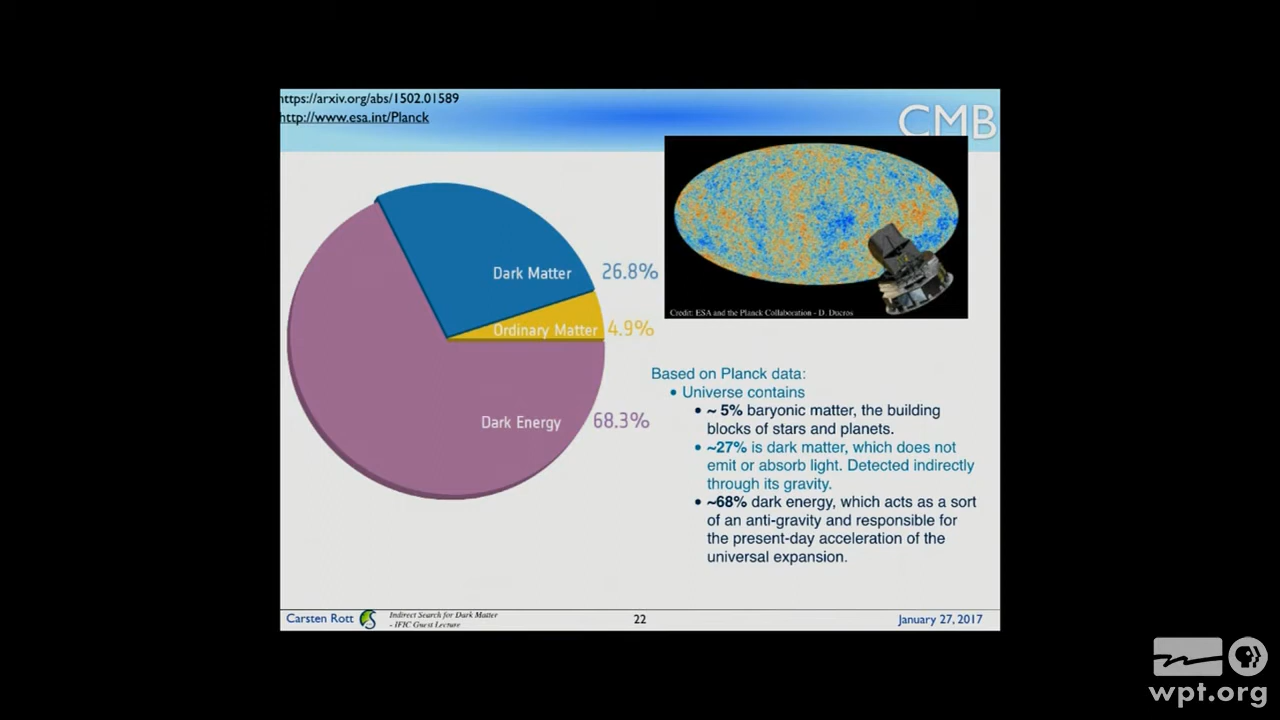 https://arxiv.org/abs/1502.01589
http://www.esa.int/Planck
CMB
Dark Matter 26.8%
Ordinary Matter 4.9%
Dark Energy 68.3%
Credit: ESA and the Planck Collaboration - D. Ducros
Based on Planck data:
• Universe contains
• ~ 5% baryonic matter, the building
blocks of stars and planets.
• ~27% is dark matter, which does not
emit or absorb light. Detected indirectly
through its gravity.
• ~68% dark energy, which acts as a sort
of an anti-gravity and responsible for
the present-day acceleration of the
universal expansion.
Carsten Rott
Indirect Search for Dark Matter
- IFIC Guest Lecture
22
January 27, 2017
wpt.org